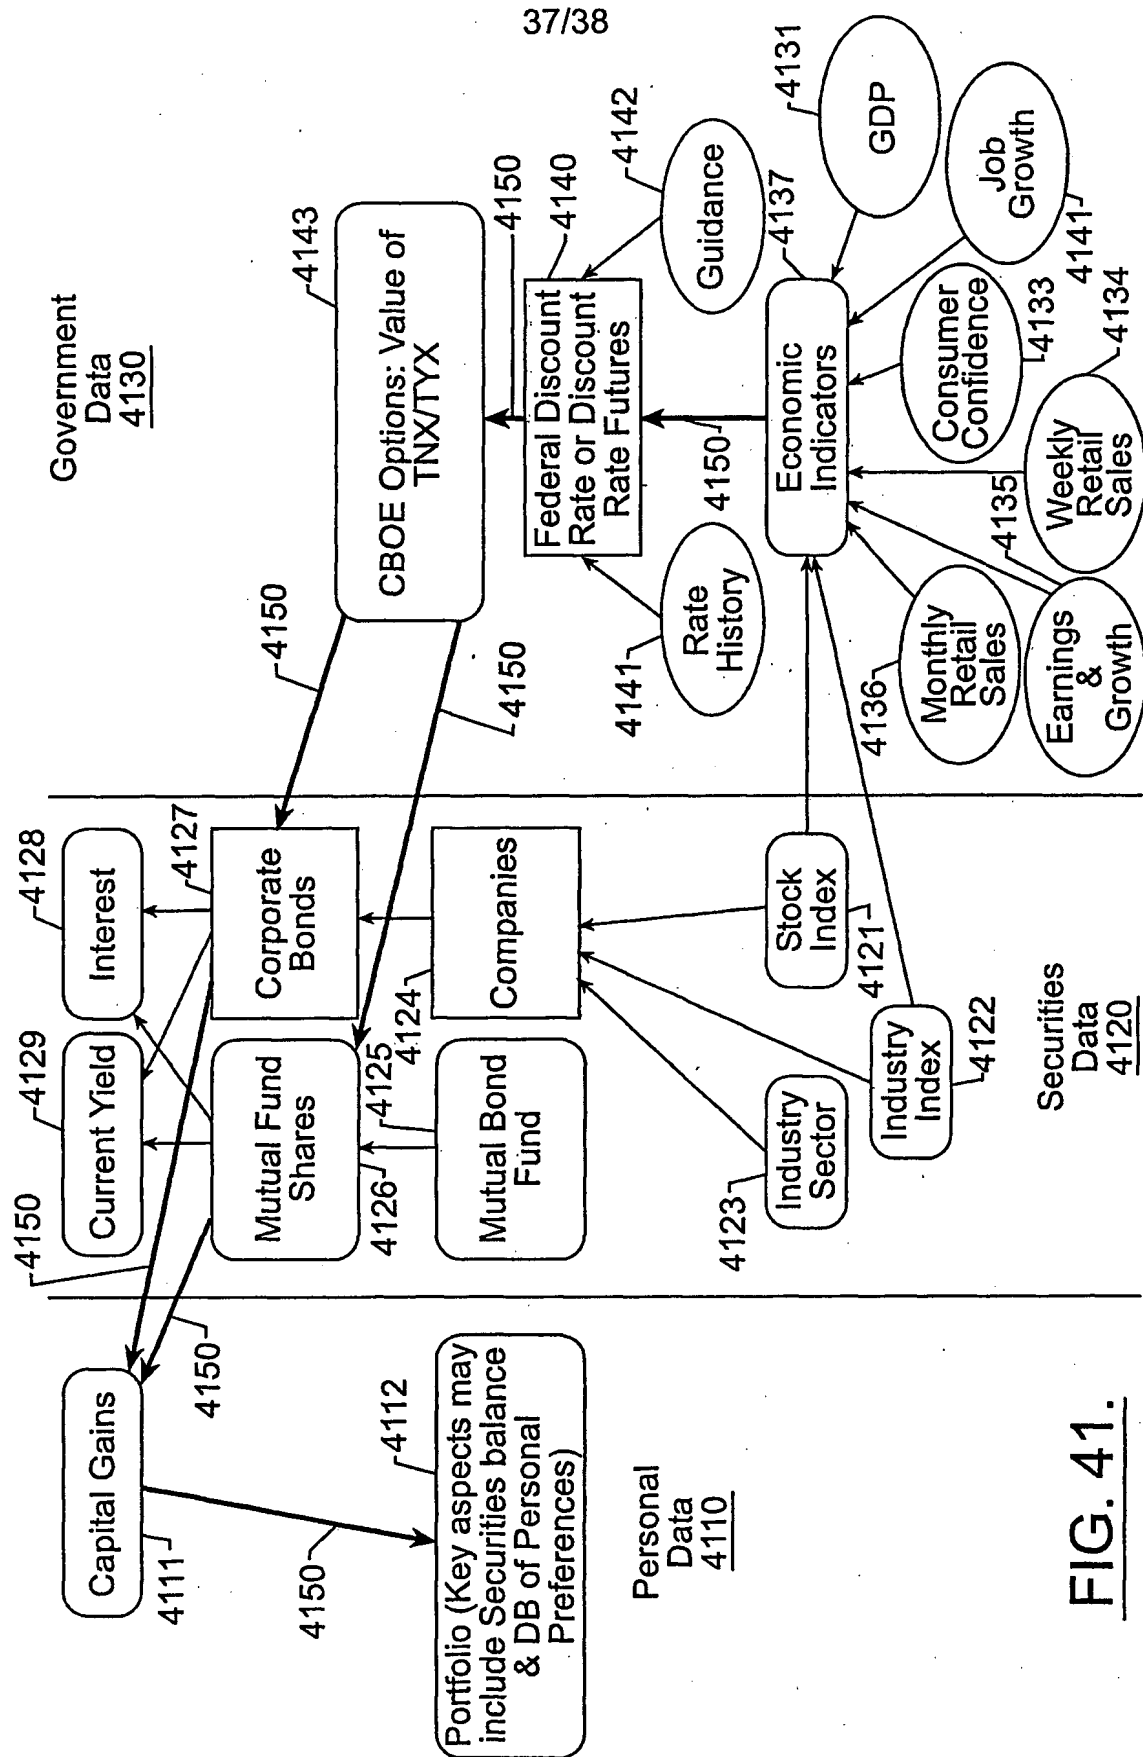 37/38
Government
Data
4130
4143
CBOE Options: Value of
TNX/TYX
4150
4150
4150
4140
Federal Discount
Rate or Discount
Rate Futures
4142
Guidance
4141
Rate
History
4150
4137
Economic
Indicators
4131
GDP
Job
Growth
4141
Consumer
Confidence
4133
Weekly
Retail
Sales
4134
4135
Earnings
&
Growth
4136
Monthly
Retail
Sales
4128
Interest
4129
Current Yield
4127
Corporate
Bonds
Mutual Fund
Shares
4126
4125
4124
Companies
Mutual Bond
Fund
Stock
Index
4121
Industry
Index
4122
Industry
Sector
4123
Securities
Data
4120
4150
4150
Capital Gains
4111
4150
4112
Portfolio (Key aspects may
include Securities balance
& DB of Personal
Preferences)
Personal
Data
4110
FIG. 41.